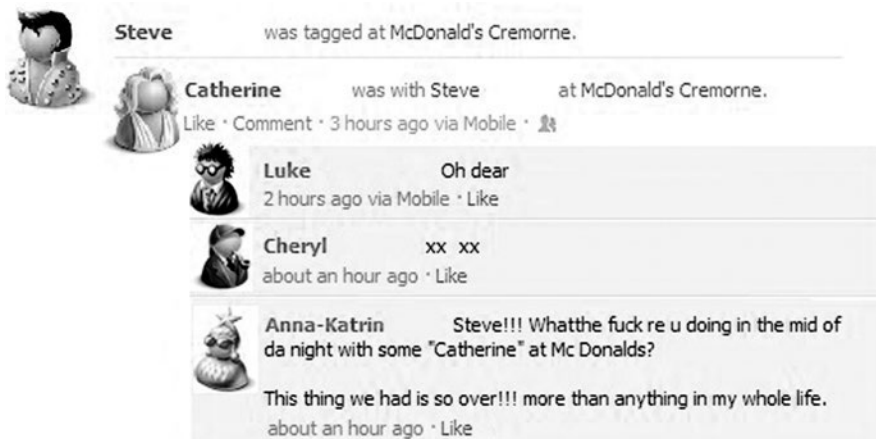 Steve was tagged at McDonald's Cremorne.
Catherine was with Steve at McDonald's Cremorne.
Like · Comment · 3 hours ago via Mobile ·
Luke Oh dear
2 hours ago via Mobile · Like
Cheryl xx xx
about an hour ago · Like
Anna-Katrin Steve!!! Whatthe fuck re u doing in the mid of
da night with some "Catherine" at Mc Donalds?
This thing we had is so over!!! more than anything in my whole life.
about an hour ago · Like